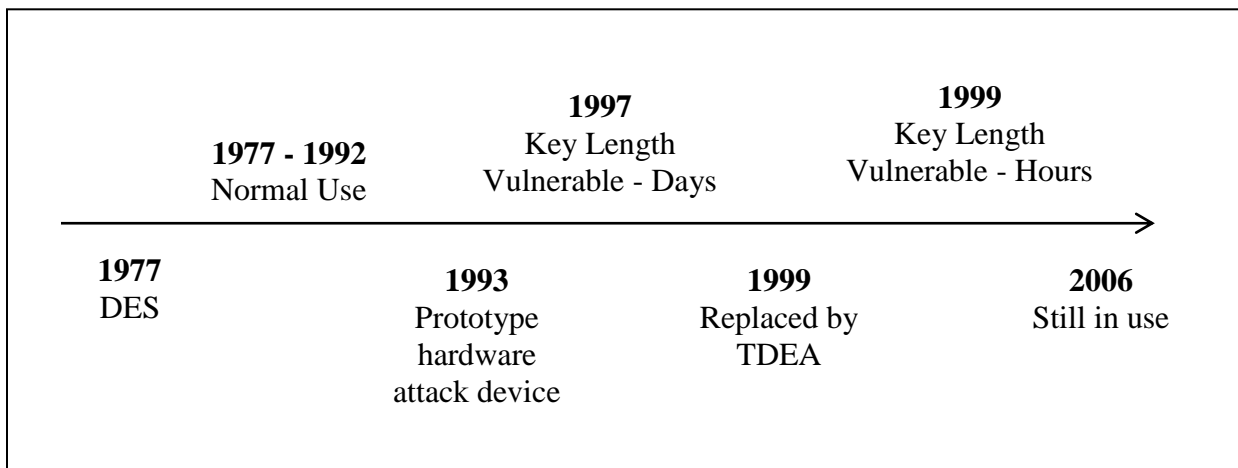 1977 - 1992
Normal Use
1997
Key Length
Vulnerable - Days
1999
Key Length
Vulnerable - Hours
1977
DES
1993
Prototype
hardware
attack device
1999
Replaced by
TDEA
2006
Still in use